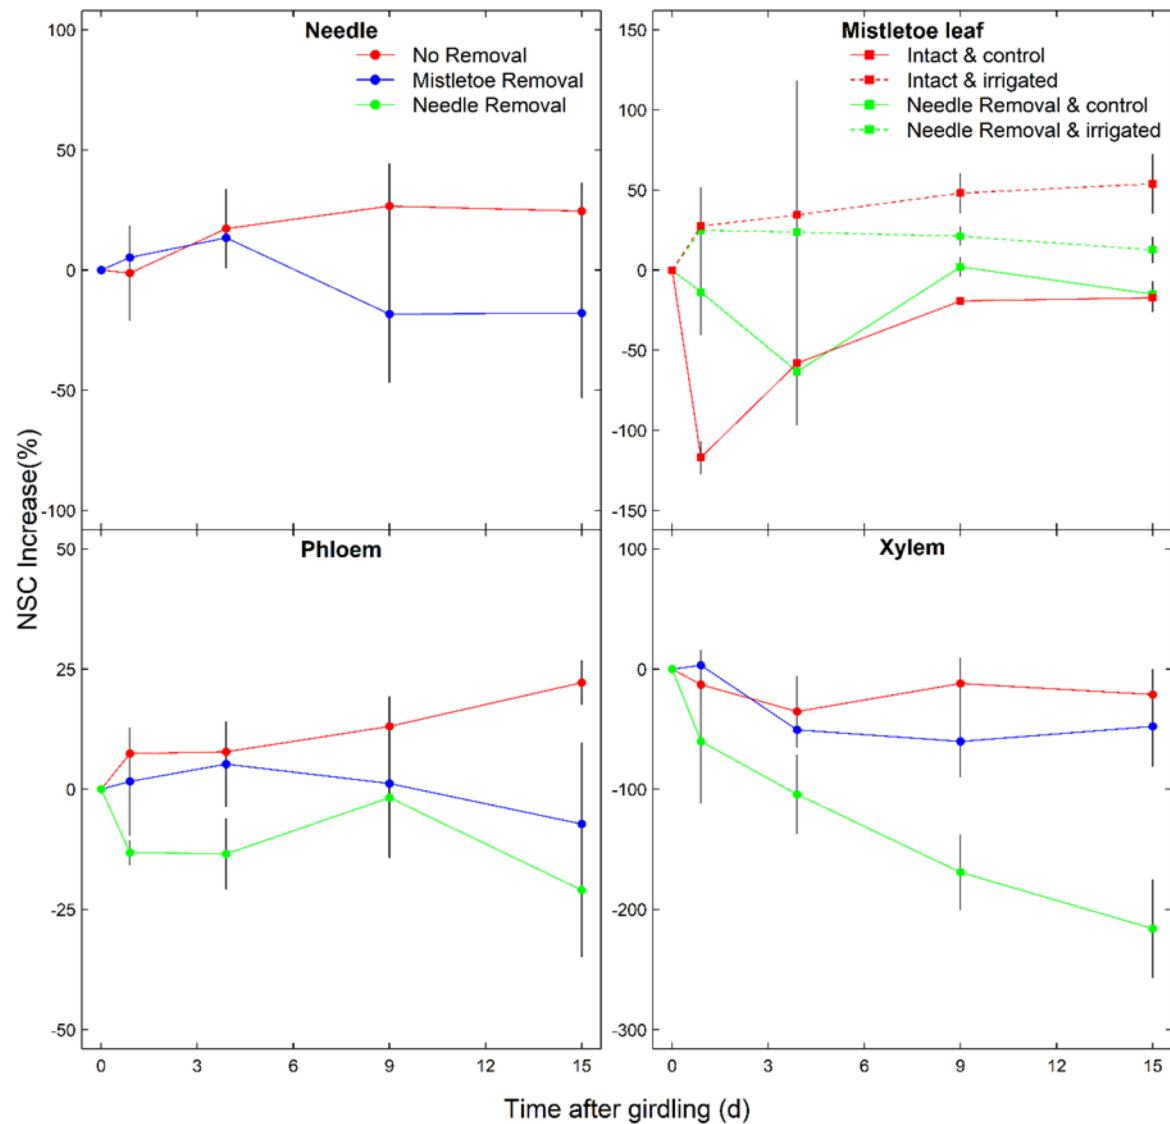 Needle
No Removal
Mistletoe Removal
Needle Removal
100
50
0
-50
-100
Mistletoe leaf
Intact & control
Intact & irrigated
Needle Removal & control
Needle Removal & irrigated
150
100
50
0
-50
-100
-150
NSC Increase(%)
Phloem
50
25
0
-25
-50
0
3
6
9
12
15
Xylem
100
0
-100
-200
-300
0
3
6
9
12
15
Time after girdling (d)